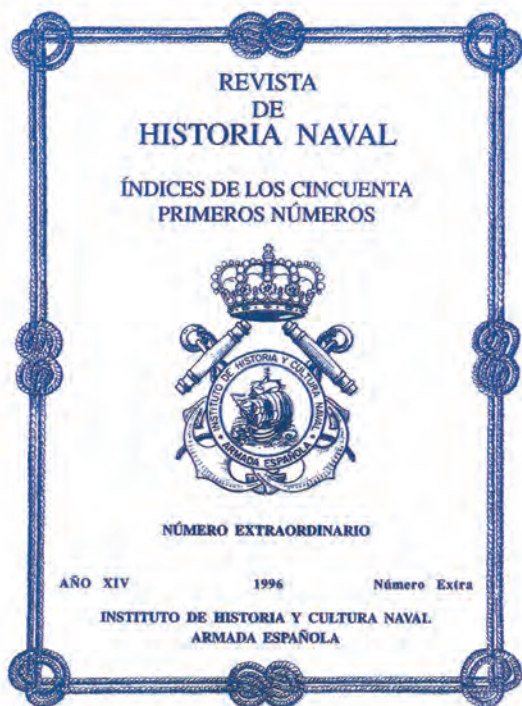 REVISTA
DE
HISTORIA NAVAL
ÍNDICES DE LOS CINCUENTA
PRIMEROS NÚMEROS
INSTITUTO DE HISTORIA Y CULTURA NAVAL
ARMADA ESPAÑOLA
NÚMERO EXTRAORDINARIO
AÑO XIV 1996 Número Extra
INSTITUTO DE HISTORIA Y CULTURA NAVAL
ARMADA ESPAÑOLA